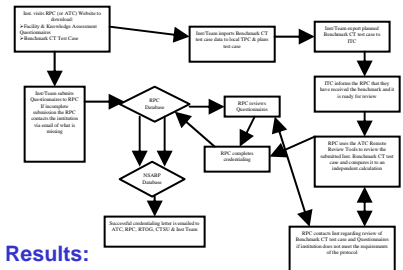 Inst. visits RPC (or ATC) Website to
download:
➢Facility & Knowledge Assessment
Questionnaires
➢Benchmark CT Test Case
Inst/Team imports Benchmark CT
test case data to local TPC & plans
test case
Inst/Team export planned
Benchmark CT test case to
ITC
Inst/Team submits
Questionnaires to RPC
If incomplete
submission the RPC
contacts the institution
via email of what is
missing
RPC
Database
RPC reviews
Questionnaires
ITC informs the RPC that they
have received the benchmark and it
is ready for review
RPC completes
credentialing
RPC uses the ATC Remote
Review Tools to review the
submitted Inst. Benchmark CT test
case and compares it to an
independent calculation
NSABP
Database
Successful credentialing letter is emailed to
ATC, RPC, RTOG, CTSU & Inst Team
RPC contacts Inst regarding review of
Benchmark CT test case and Questionnaires
if institution does not meet the requirements
of the protocol
Results: